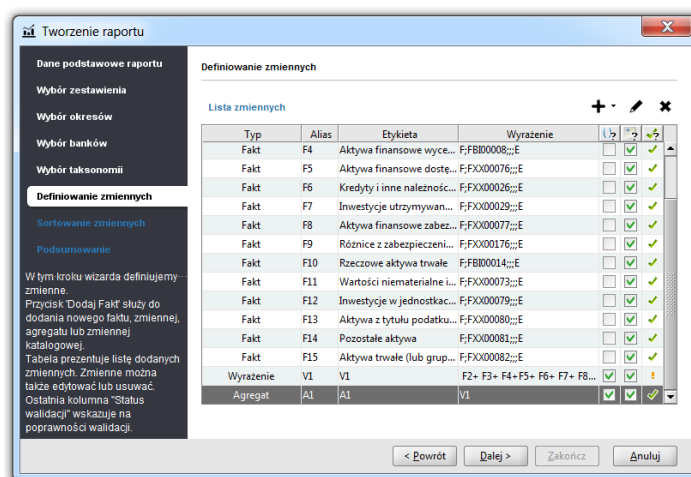 Tworzenie raportu
Dane podstawowe raportu
Wybór zestawienia
Wybór okresów
Wybór banków
Wybór taksonomii
Definiowanie zmiennych
Sortowanie zmiennych
Podsumowanie
W tym kroku wizarda definiujemy
zmienne.
Przycisk 'Dodaj Fakt' służy do
dodania nowego faktu, zmiennej,
agregatu lub zmiennej
katalogowej.
Tabela prezentuje listę dodanych
zmiennych. Zmienne można
także edytować lub usuwać.
Ostatnia kolumna "Status
walidacji" wskazuje na
poprawności walidacji.
Definiowanie zmiennych
Lista zmiennych
Typ Alias Etykieta Wyrażenie
Fakt F4 Aktywa finansowe wyce... F;FBI00008;;;E
Fakt F5 Aktywa finansowe dostę... F;FXX00076;;;E
Fakt F6 Kredyty i inne należnośc... F;FXX00026;;;E
Fakt F7 Inwestycje utrzymywan... F;FXX00029;;;E
Fakt F8 Aktywa finansowe zabez... F;FXX00077;;;E
Fakt F9 Różnice z zabezpieczeni... F;FXX00176;;;E
Fakt F10 Rzeczowe aktywa trwałe F;FBI00014;;;E
Fakt F11 Wartości niematerialne i... F;FXX00073;;;E
Fakt F12 Inwestycje w jednostkac... F;FXX00079;;;E
Fakt F13 Aktywa z tytułu podatku... F;FXX00080;;;E
Fakt F14 Pozostałe aktywa F;FXX00081;;;E
Fakt F15 Aktywa trwałe (lub grup... F;FXX00082;;;E
Wyrażenie V1 V1 F2+ F3+ F4+F5+ F6+ F7+ F8...
Agregat A1 A1 V1
< Powrót Dalej > Zakończ Anuluj